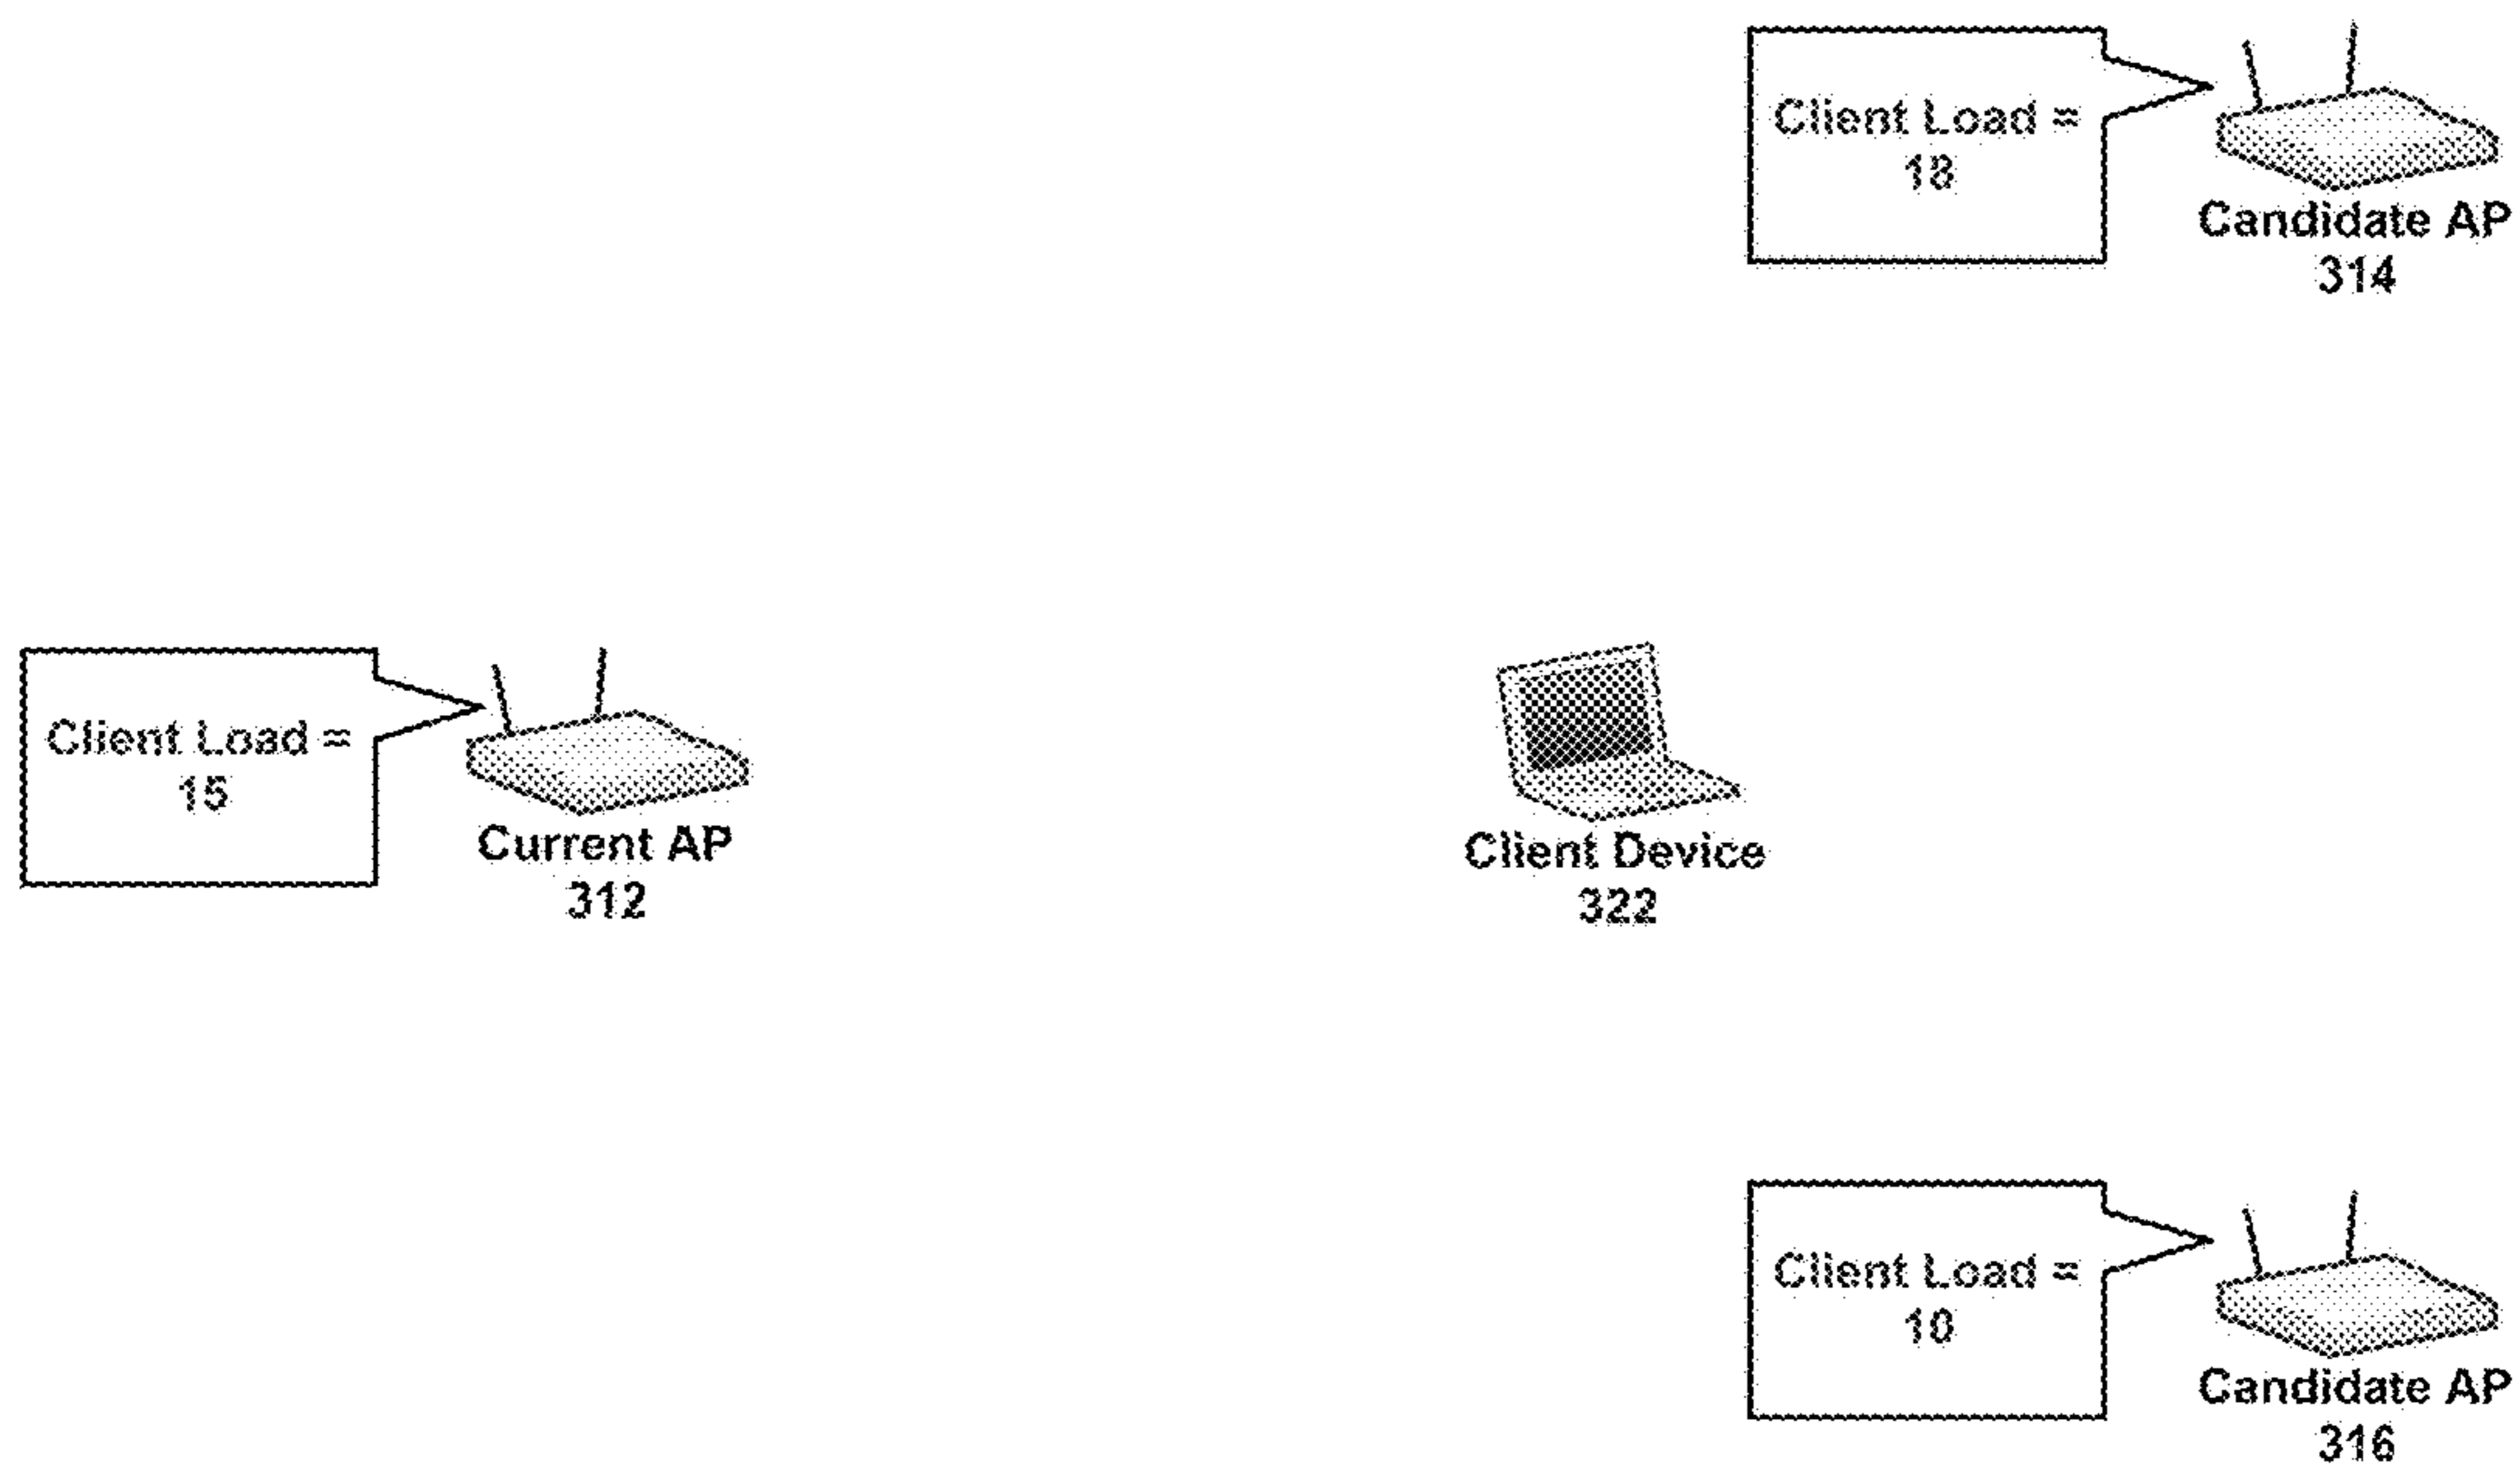 Client Load =
18
Candidate AP
314
Client Load =
15
Current AP
312
Client Device
322
Client Load =
10
Candidate AP
316